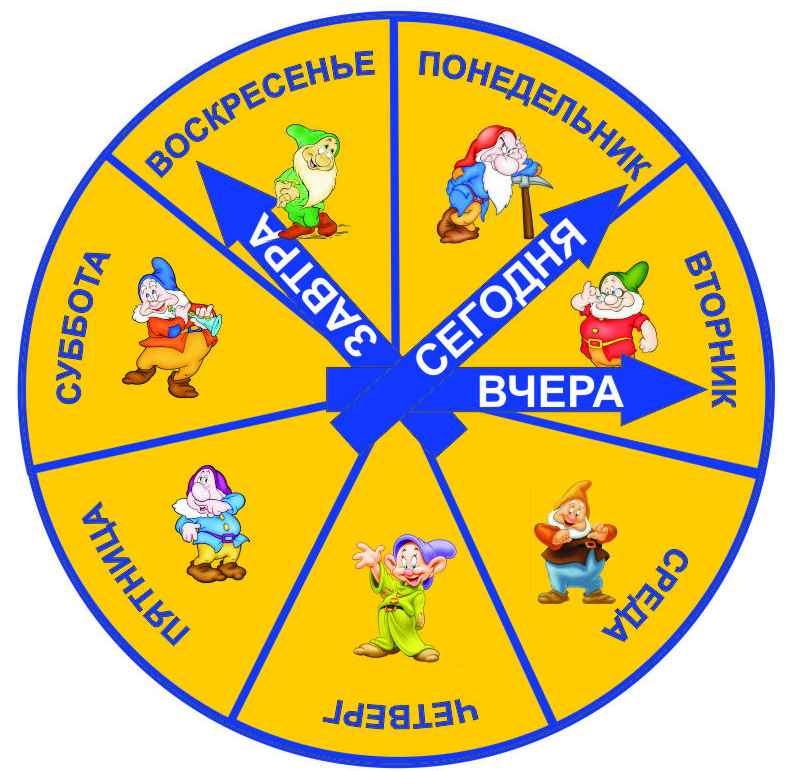 ПОНЕДЕЛЬНИК
ВТОРНИК
СРЕДА
ЧЕТВЕРГ
ПЯТНИЦА
СУББОТА
ВОСКРЕСЕНЬЕ
ЗАВТРА
СЕГОДНЯ
ВЧЕРА